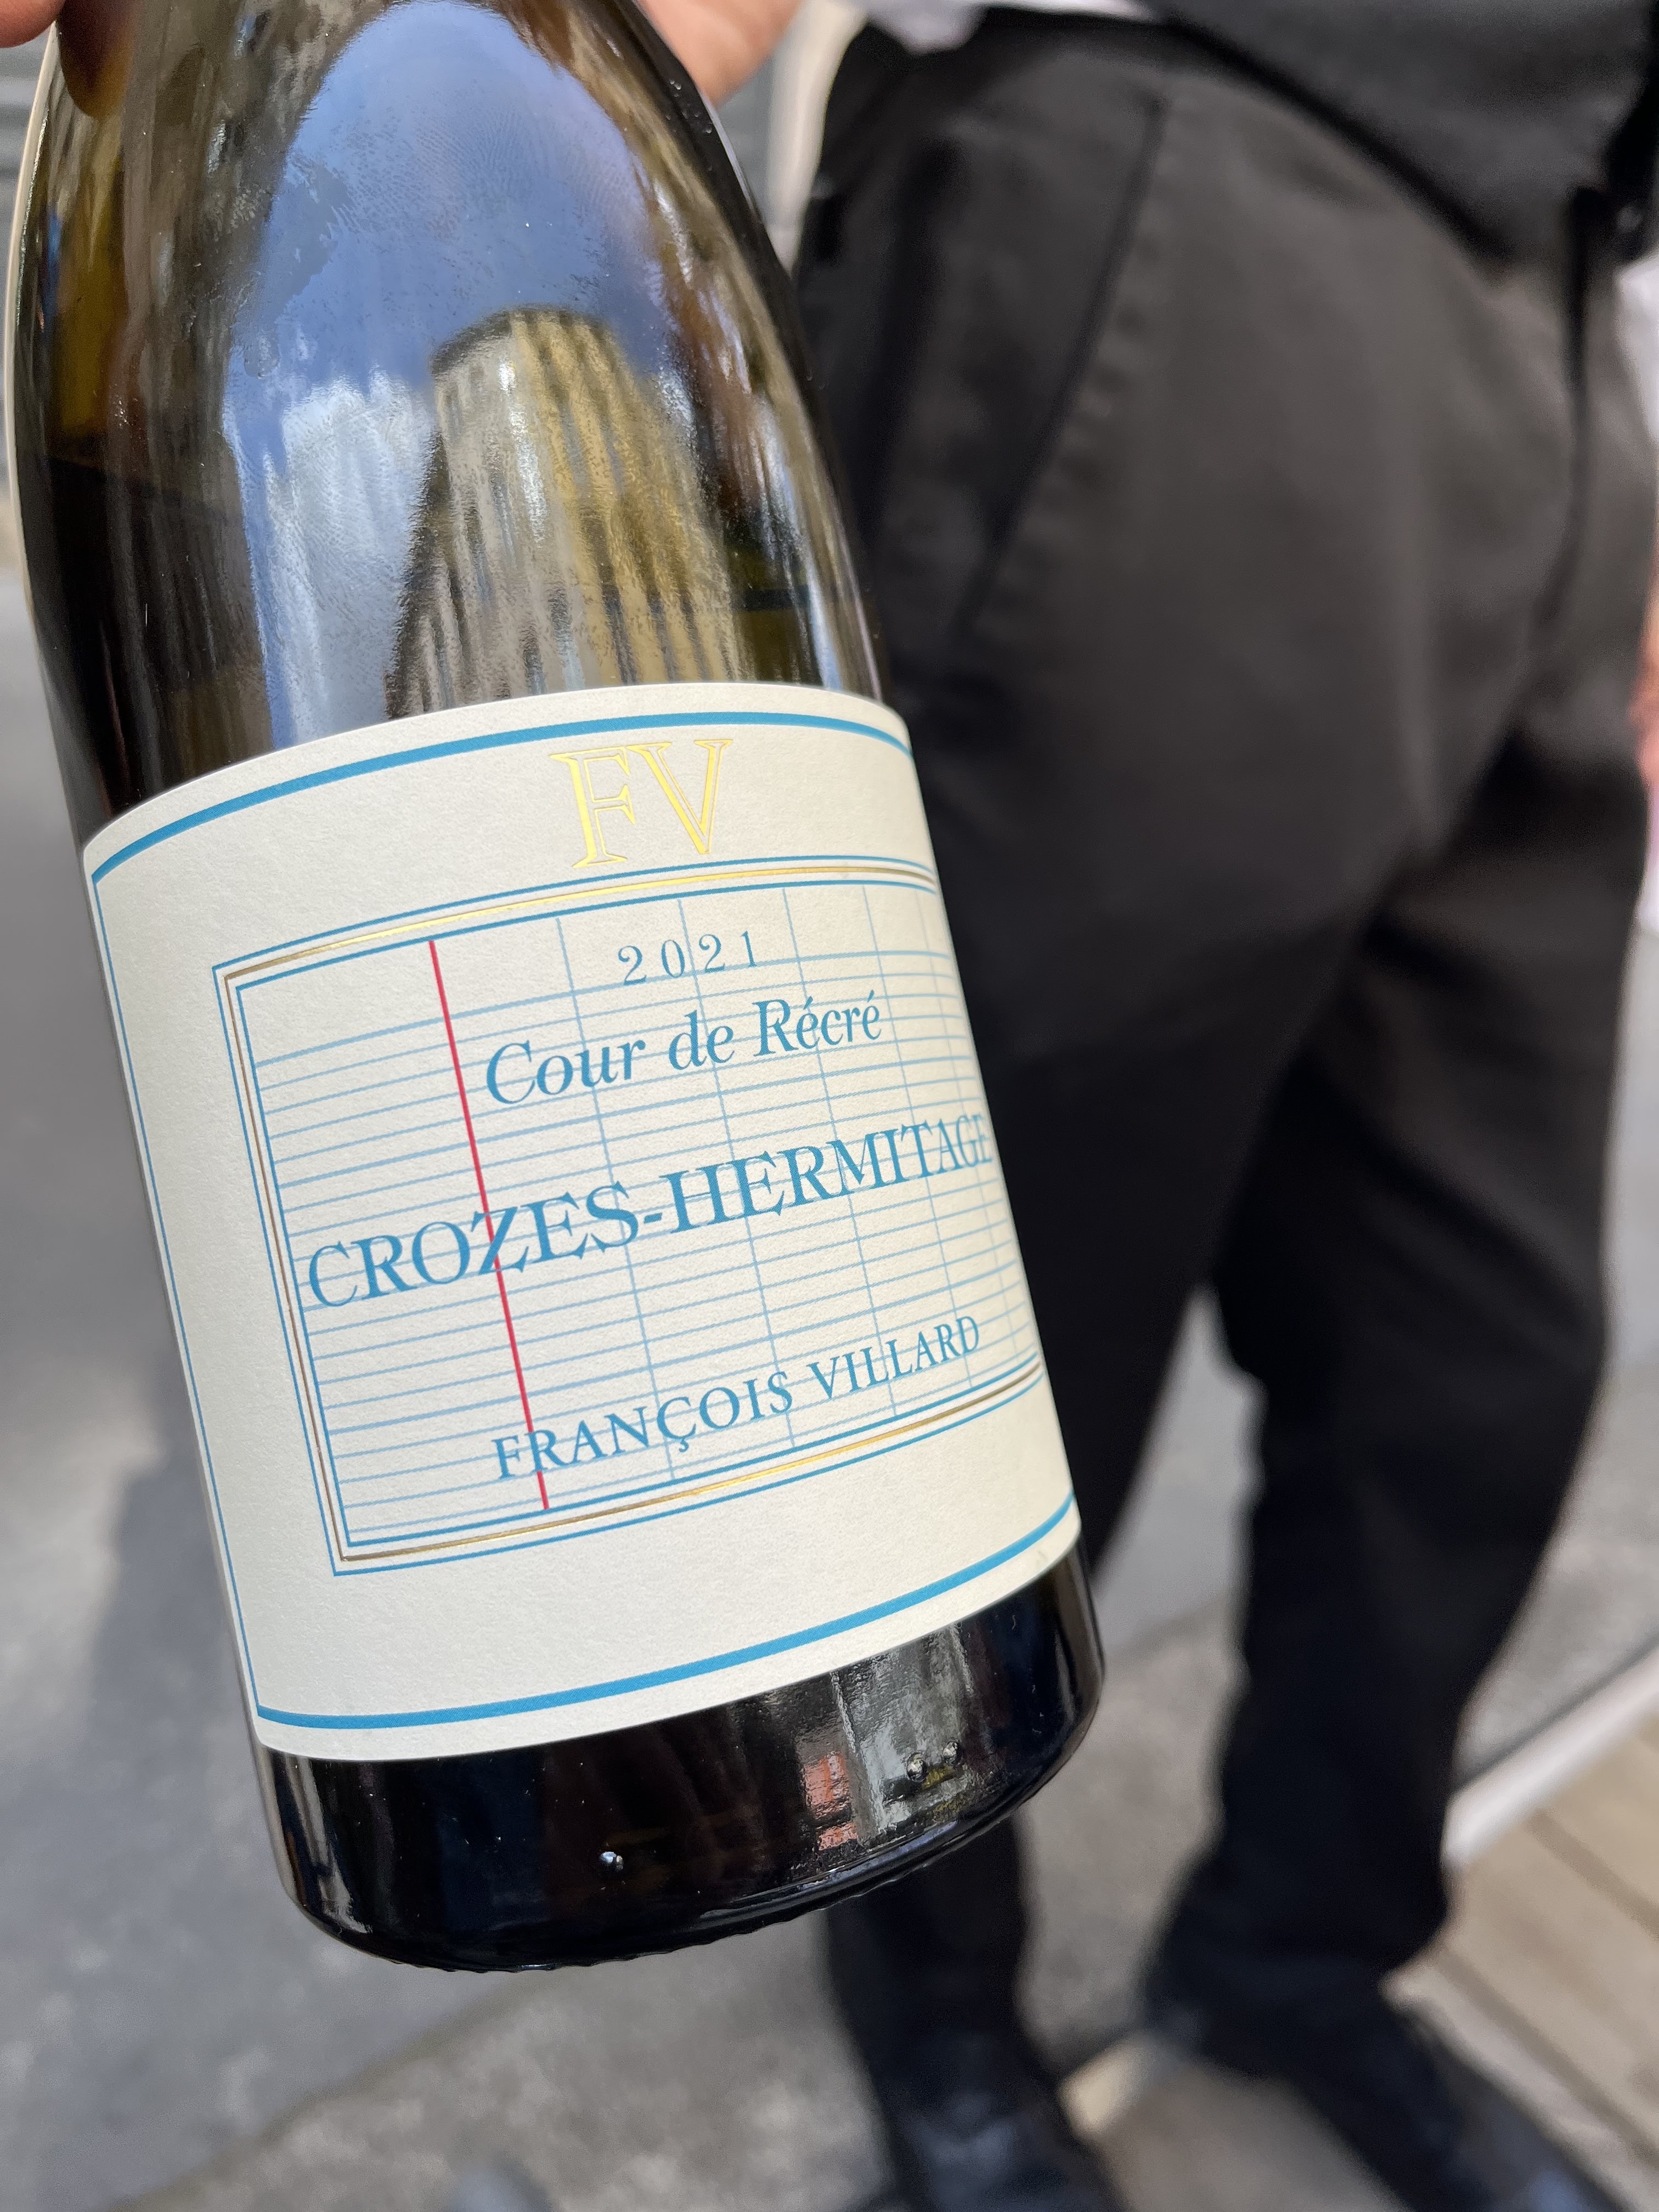 FV
2021
Cour de Récré
CROZES-HERMITAGE
FRANÇOIS VILLARD